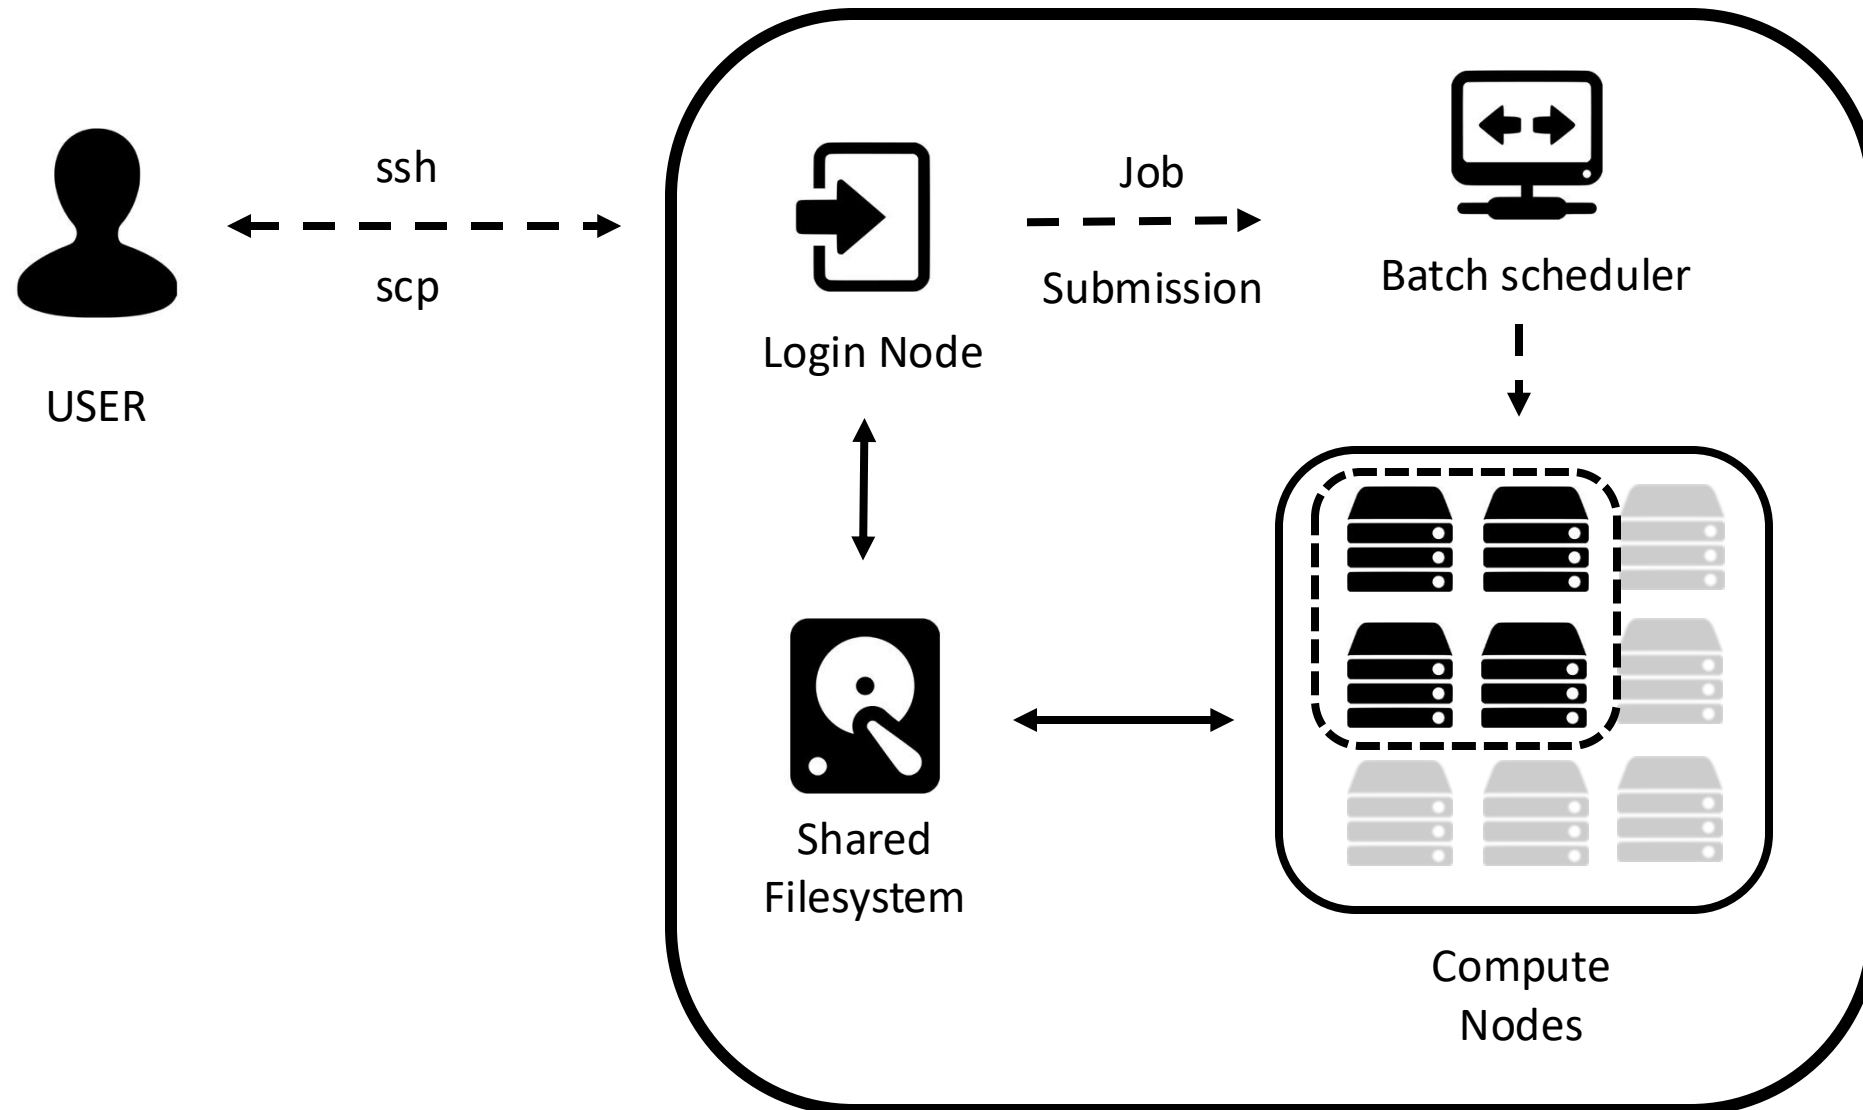 ssh
scp
USER
Login Node
Job
Submission
Batch scheduler
Shared
Filesystem
Compute
Nodes